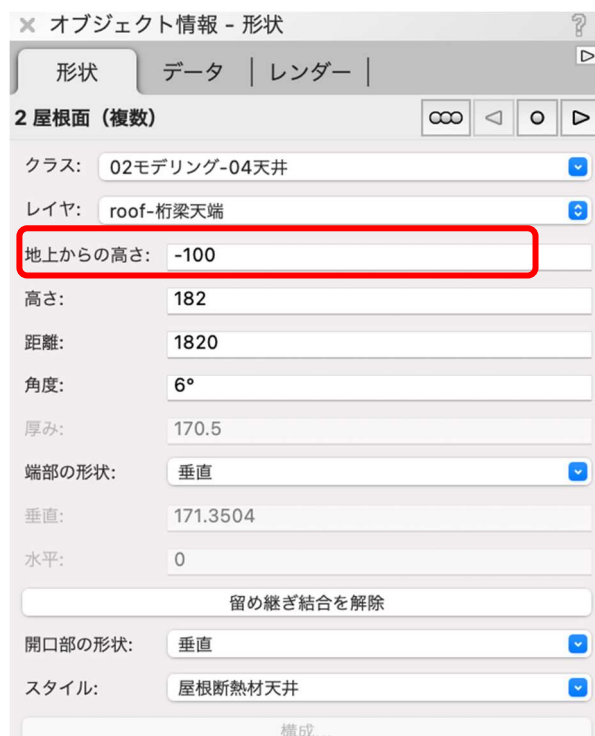 オブジェクト情報 - 形状
形状 データ レンダー
2 屋根面（複数）
クラス: 02モデリング-04天井
レイヤ: roof-桁梁天端
地上からの高さ: -100
高さ: 182
距離: 1820
角度: 6°
厚み: 170.5
端部の形状: 垂直
垂直: 171.3504
水平: 0
留め継ぎ結合を解除
開口部の形状: 垂直
スタイル: 屋根断熱材天井
構成...